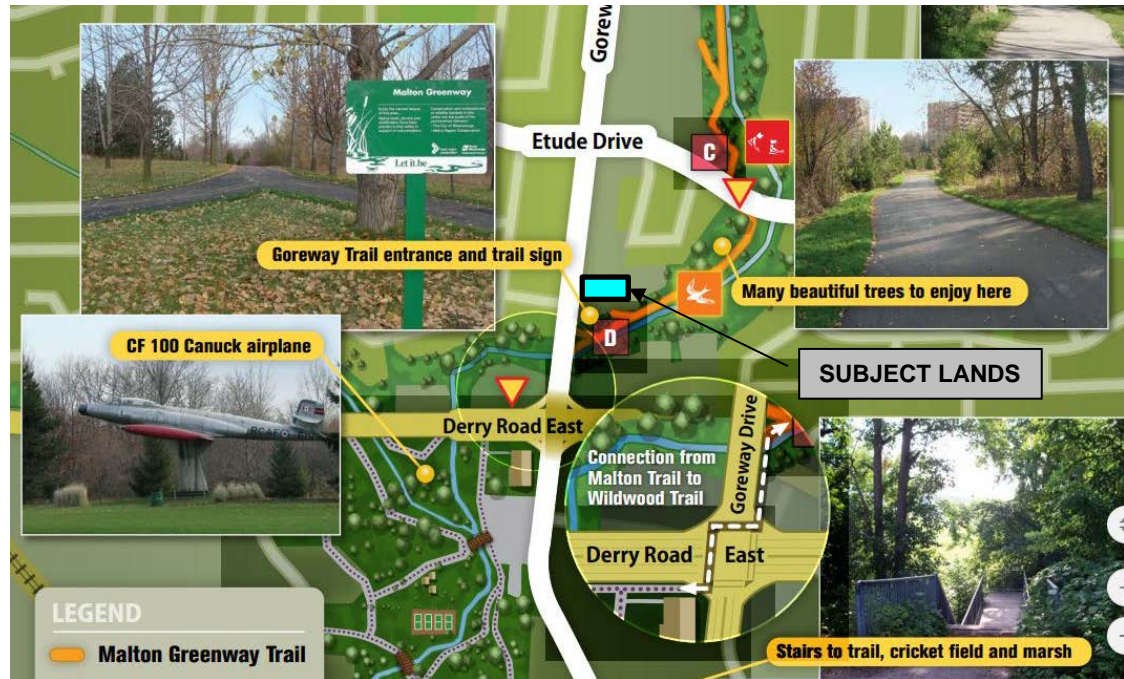 Gorew
Malton Greenway
Let it be
Etude Drive
C
Goreway Trail entrance and trail sign
Many beautiful trees to enjoy here
D
CF 100 Canuck airplane
SUBJECT LANDS
RCAF
Derry Road East
Connection from
Malton Trail to
Wildwood Trail
Goreway Drive
Derry Road East
LEGEND
Malton Greenway Trail
Stairs to trail, cricket field and marsh